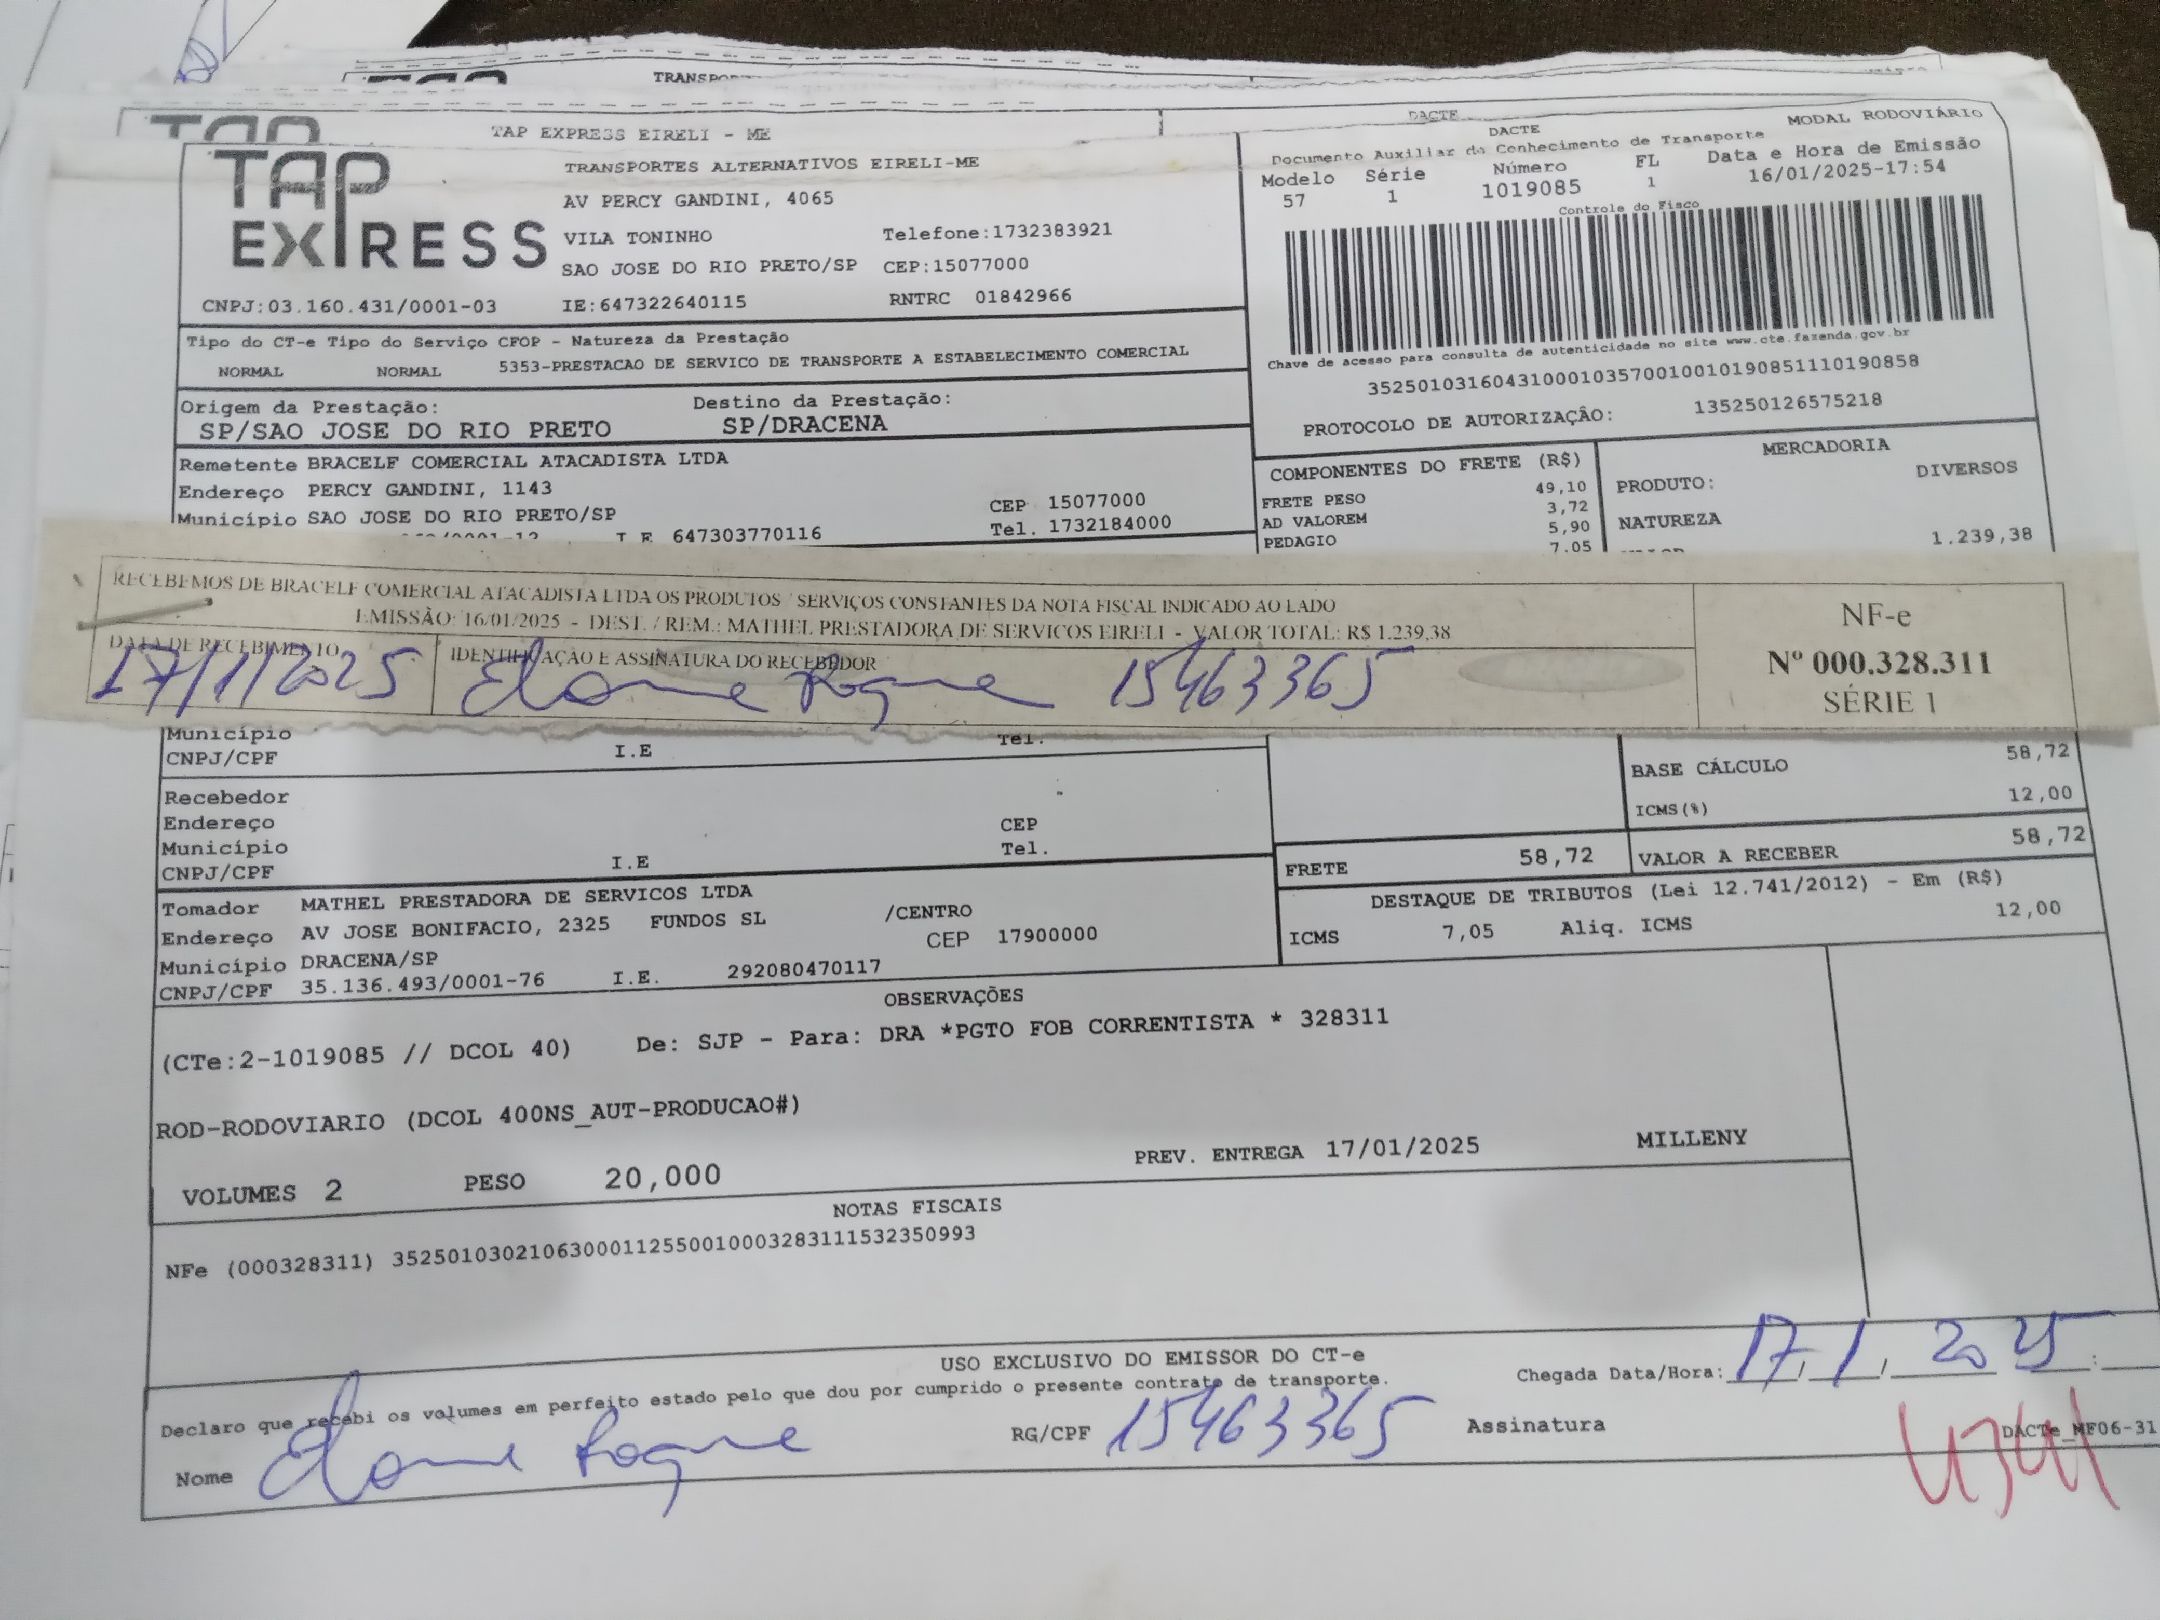 TRANSPOR
TAP EXPRESS EIRELI - ME
DACTE
MODAL RODOVIÁRIO
TAP
EXPRESS
TRANSPORTES ALTERNATIVOS EIRELI-ME
AV PERCY GANDINI, 4065
VILA TONINHO Telefone:1732383921
SAO JOSE DO RIO PRETO/SP CEP:15077000
CNPJ:03.160.431/0001-03 IE:647322640115 RNTRC 01842966
DACTE
Documento Auxiliar do Conhecimento de Transporte
Modelo Série Número FL Data e Hora de Emissão
57 1 1019085 1 16/01/2025-17:54
Controle do Fisco
Chave de acesso para consulta de autenticidade no site www.cte.fazenda.gov.br
35250103160431000103570010010190851110190858
PROTOCOLO DE AUTORIZAÇÂO: 135250126575218
Tipo do CT-e Tipo do Serviço CFOP - Natureza da Prestação
NORMAL NORMAL 5353-PRESTACAO DE SERVICO DE TRANSPORTE A ESTABELECIMENTO COMERCIAL
Origem da Prestação: Destino da Prestação:
SP/SAO JOSE DO RIO PRETO SP/DRACENA
Remetente BRACELF COMERCIAL ATACADISTA LTDA
Endereço PERCY GANDINI, 1143 CEP 15077000
Município SAO JOSE DO RIO PRETO/SP Tel. 1732184000
/0001-12 I E 647303770116
COMPONENTES DO FRETE (R$)
FRETE PESO 49,10
AD VALOREM 3,72
PEDAGIO 5,90
7,05
MERCADORIA
PRODUTO: DIVERSOS
NATUREZA
1.239,38
RECEBEMOS DE BRACELF COMERCIAL ATACADISTA LTDA OS PRODUTOS / SERVIÇOS CONSTANTES DA NOTA FISCAL INDICADO AO LADO
EMISSÃO: 16/01/2025 - DEST. / REM.: MATHEL PRESTADORA DE SERVICOS EIRELI - VALOR TOTAL: R$ 1.239,38
DATA DE RECEBIMENTO IDENTIFICAÇÃO E ASSINATURA DO RECEBEDOR
17/1/2025 Roque 15463365
NF-e
Nº 000.328.311
SÉRIE 1
Município Tel.
CNPJ/CPF I.E
Recebedor
Endereço CEP
Município Tel.
CNPJ/CPF I.E
58,72
BASE CÁLCULO
ICMS(%) 12,00
FRETE 58,72 VALOR A RECEBER 58,72
Tomador MATHEL PRESTADORA DE SERVICOS LTDA
Endereço AV JOSE BONIFACIO, 2325 FUNDOS SL /CENTRO
CEP 17900000
Município DRACENA/SP
CNPJ/CPF 35.136.493/0001-76 I.E. 292080470117
DESTAQUE DE TRIBUTOS (Lei 12.741/2012) - Em (R$)
ICMS 7,05 Aliq. ICMS 12,00
OBSERVAÇÕES
(CTe:2-1019085 // DCOL 40) De: SJP - Para: DRA *PGTO FOB CORRENTISTA * 328311
ROD-RODOVIARIO (DCOL 400NS_AUT-PRODUCAO#)
VOLUMES 2 PESO 20,000 PREV. ENTREGA 17/01/2025 MILLENY
NOTAS FISCAIS
NFe (000328311) 35250103021063000112550010003283111532350993
USO EXCLUSIVO DO EMISSOR DO CT-e
Declaro que recebi os volumes em perfeito estado pelo que dou por cumprido o presente contrato de transporte.
Chegada Data/Hora: 17/1/2025 :
Nome Roque RG/CPF 15463365 Assinatura
DACTe_MF06-31